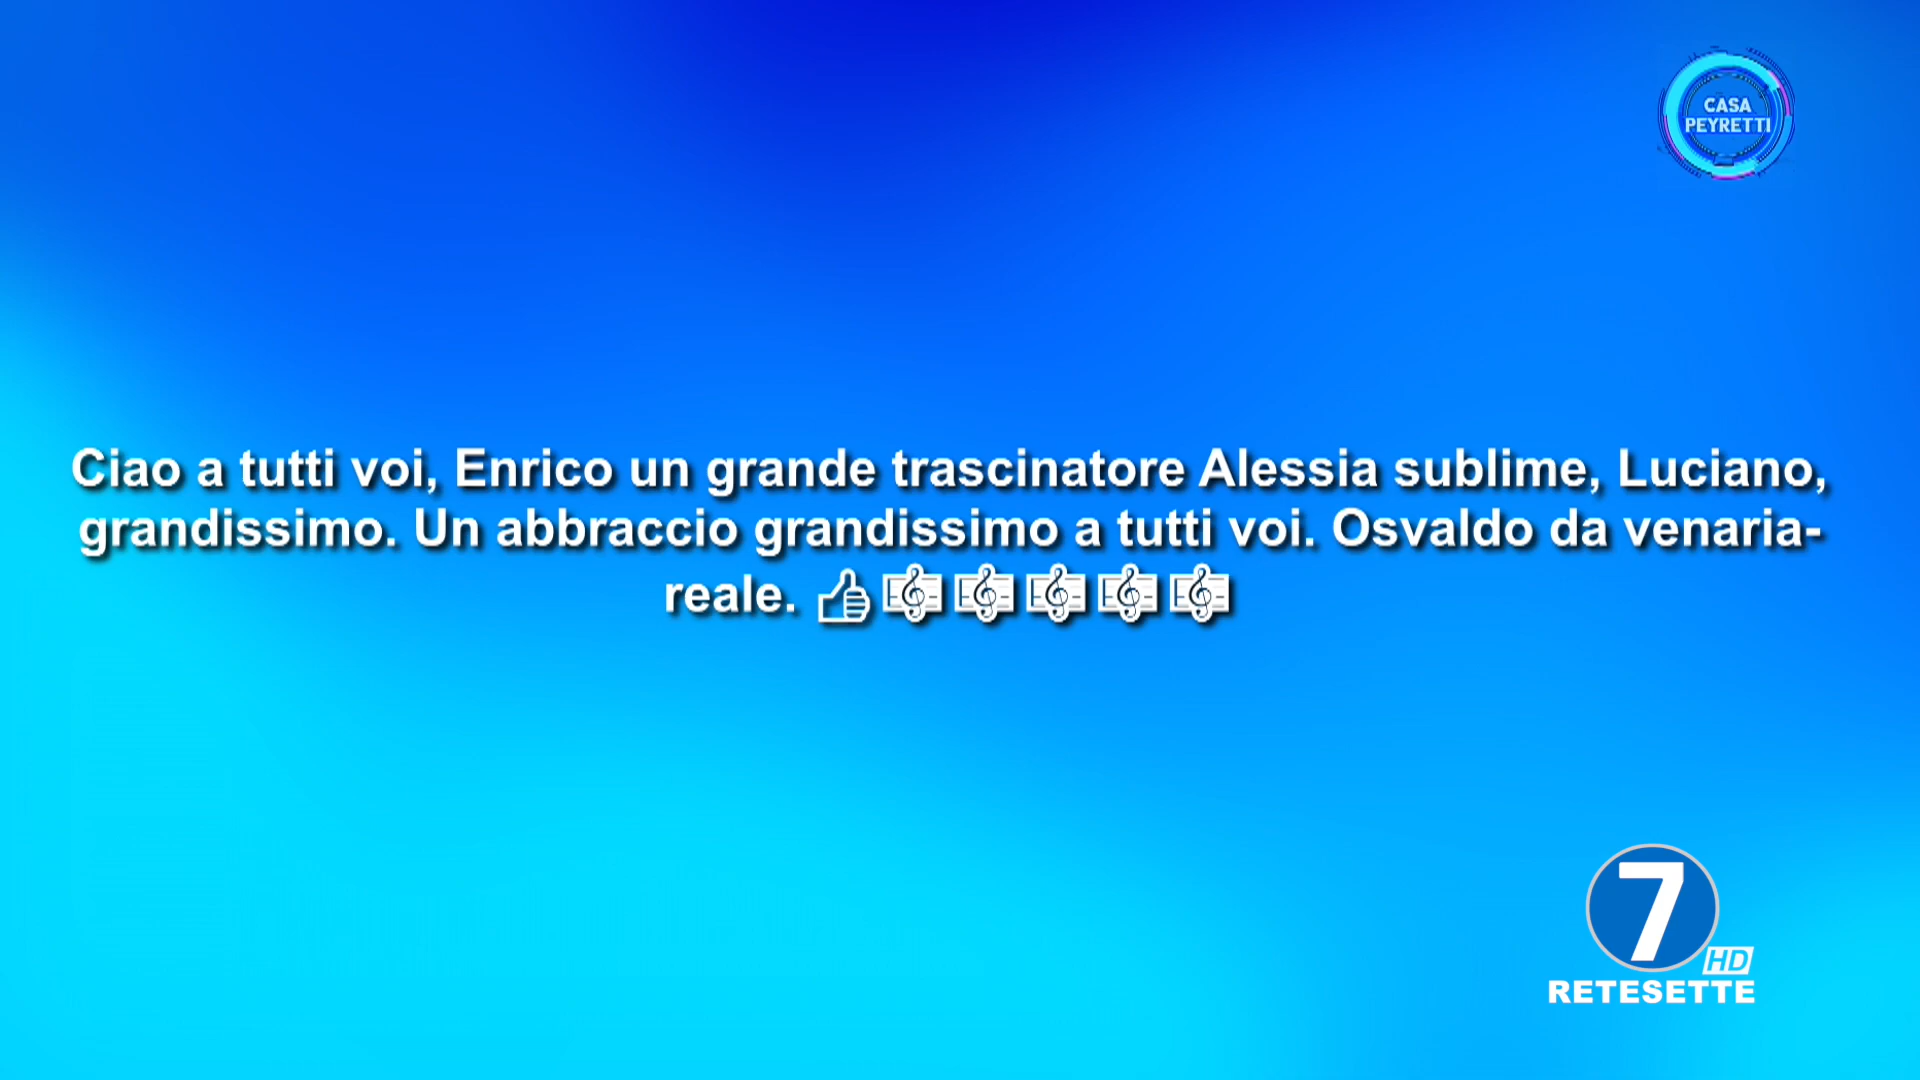 CASA
PEYRETTI
Ciao a tutti voi, Enrico un grande trascinatore Alessia sublime, Luciano,
grandissimo. Un abbraccio grandissimo a tutti voi. Osvaldo da venaria-
reale. 👍🎼🎼🎼🎼🎼
7
HD
RETESETTE